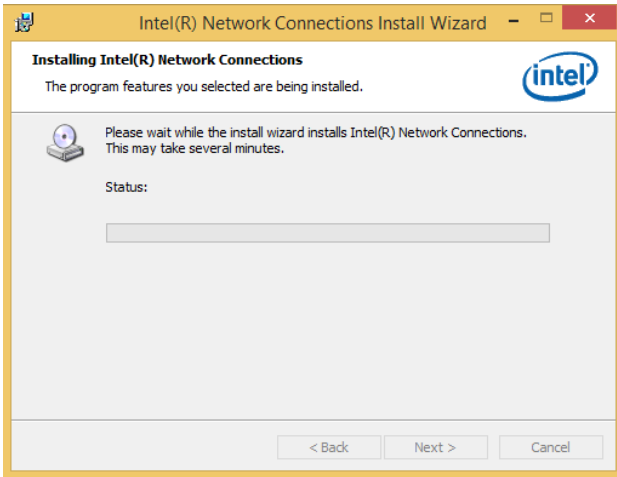 Intel(R) Network Connections Install Wizard
Installing Intel(R) Network Connections
The program features you selected are being installed.
intel
Please wait while the install wizard installs Intel(R) Network Connections.
This may take several minutes.
Status:
< Back Next > Cancel